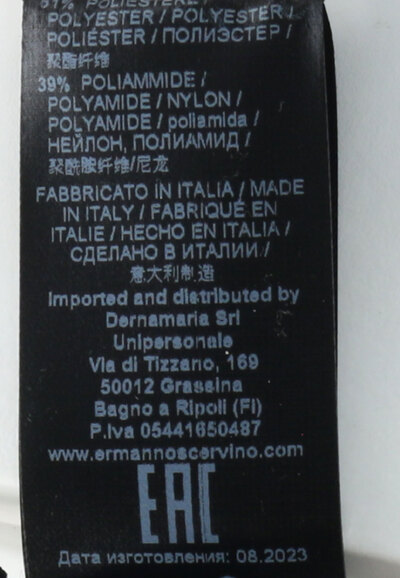 61% POLIESTERE /
POLYESTER / POLYESTER /
POLIÉSTER / ПОЛИЭСТЕР /
聚酯纤维
39% POLIAMMIDE /
POLYAMIDE / NYLON /
POLYAMIDE / poliamida /
НЕЙЛОН, ПОЛИАМИД /
聚酰胺纤维/尼龙
FABBRICATO IN ITALIA / MADE
IN ITALY / FABRIQUÉ EN
ITALIE / HECHO EN ITALIA /
СДЕЛАНО В ИТАЛИИ /
意大利制造
Imported and distributed by
Dernamaria Srl
Unipersonale
Via di Tizzano, 169
50012 Grassina
Bagno a Ripoli (FI)
P.Iva 05441650487
www.ermannoscervino.com
EAC
Дата изготовления: 08.2023